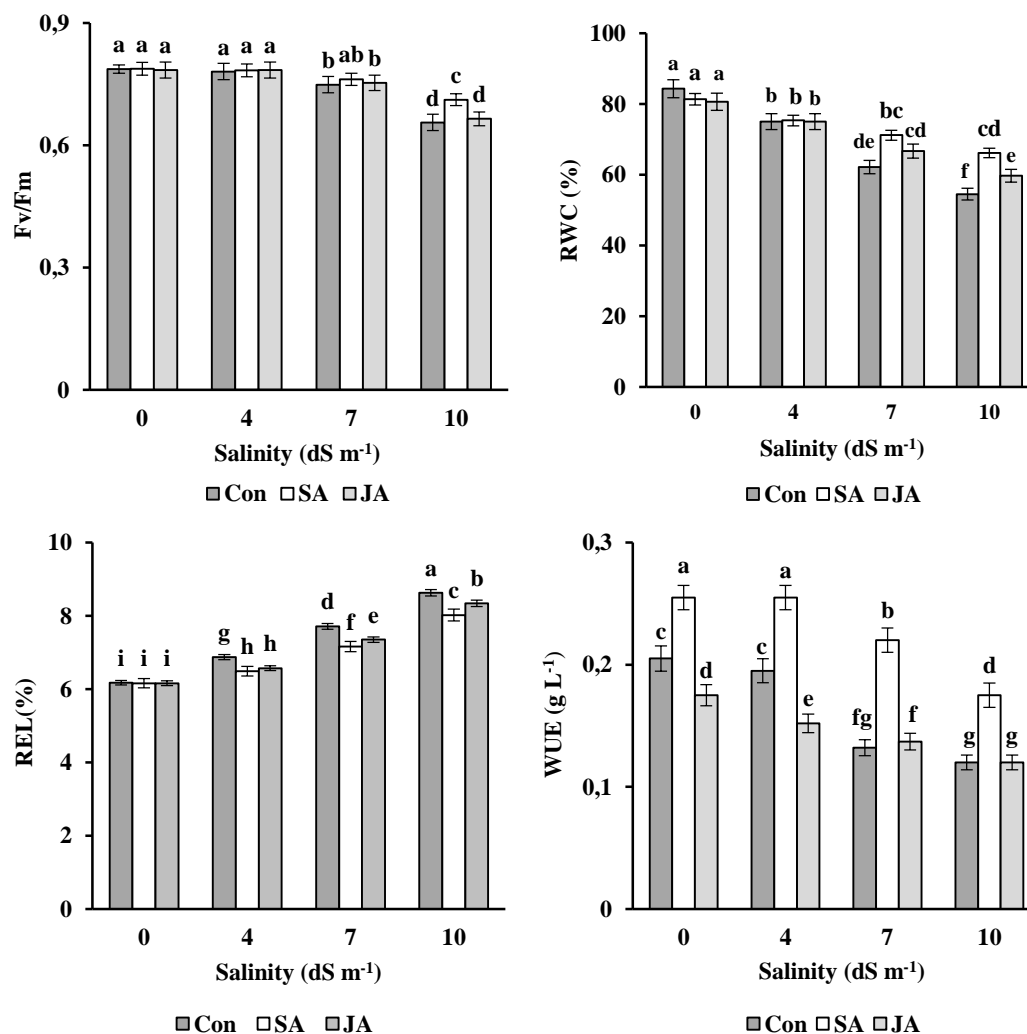 0,9
0,6
0,3
0
Fv/Fm
a a a
a a a
b ab b
d c d
0 4 7 10
Salinity (dS m⁻¹)
Con SA JA
100
80
60
40
20
0
RWC (%)
a a a
b b b
de bc cd
f cd e
0 4 7 10
Salinity (dS m⁻¹)
Con SA JA
10
8
6
4
2
0
REL(%)
i i i
g h h
d f e
a c b
0 4 7 10
Salinity (dS m⁻¹)
Con SA JA
0,3
0,2
0,1
0
WUE (g L⁻¹)
c a d
c a e
fg b f
g d g
0 4 7 10
Salinity (dS m⁻¹)
Con SA JA